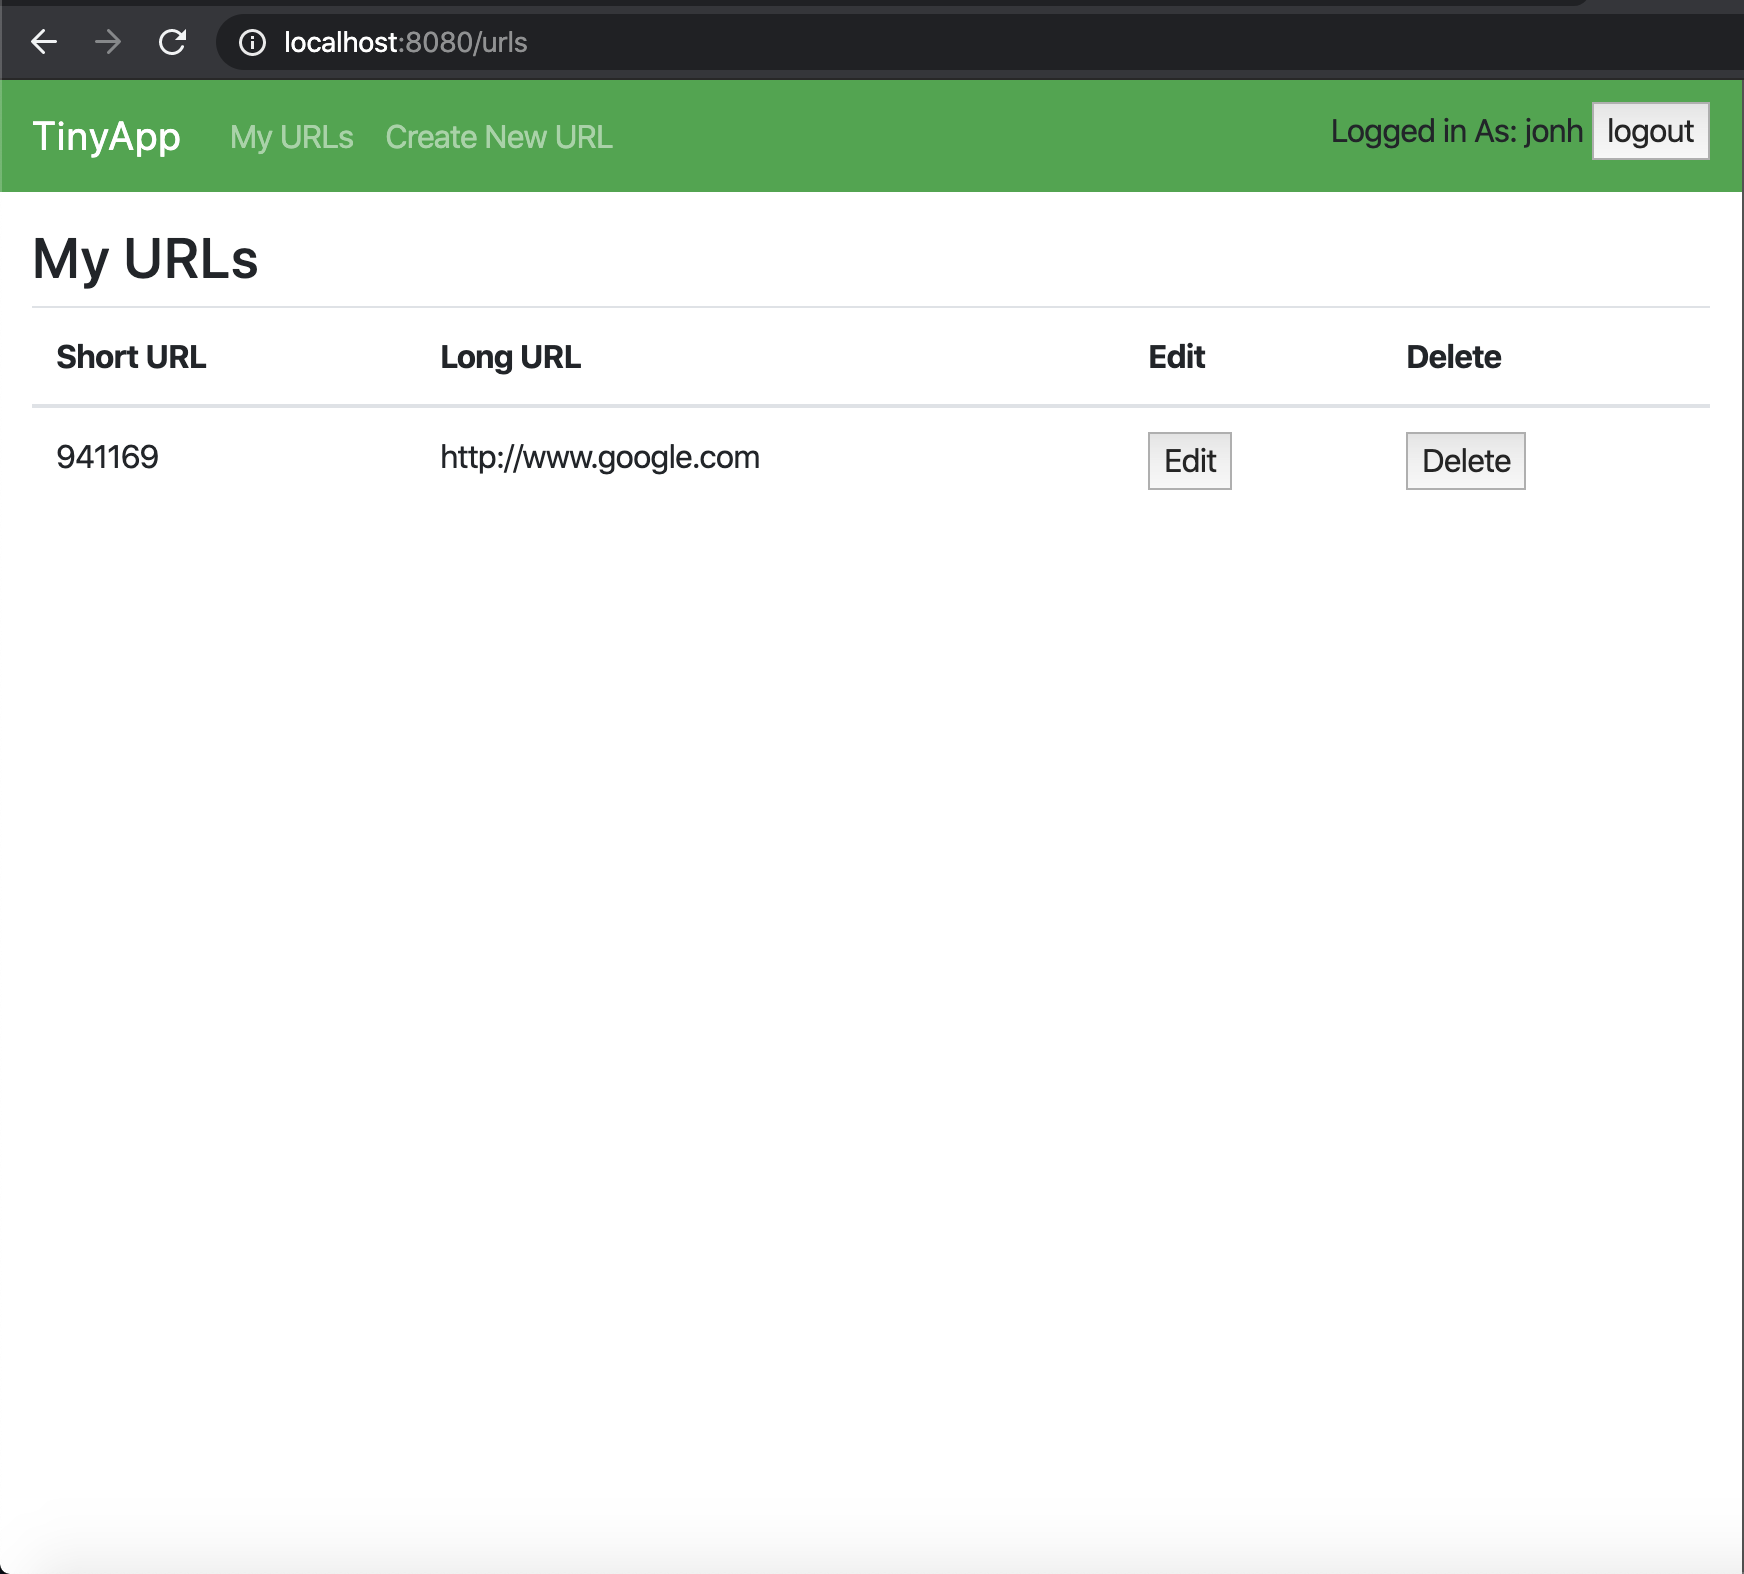 localhost:8080/urls
TinyApp My URLs Create New URL Logged in As: jonh logout
My URLs
Short URL Long URL Edit Delete
941169 http://www.google.com Edit Delete